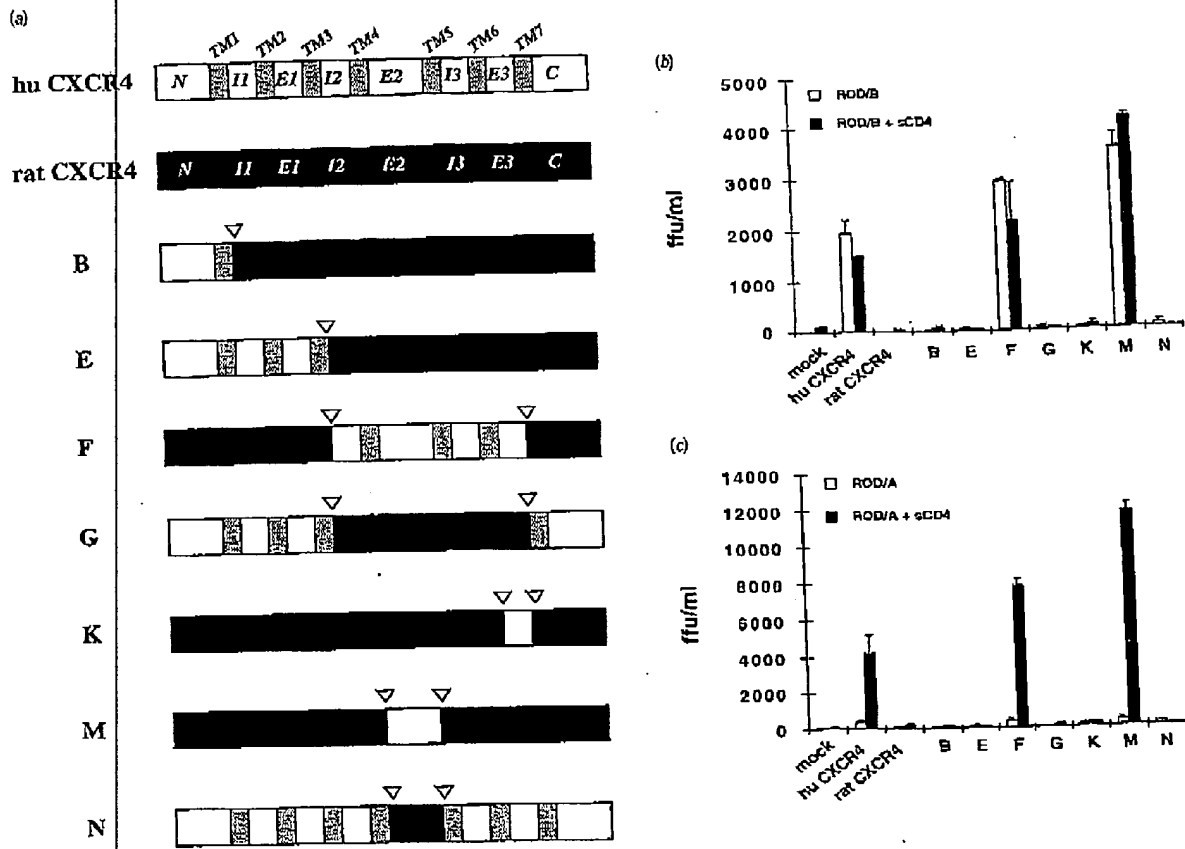 (a)
TM1 TM2 TM3 TM4 TM5 TM6 TM7
hu CXCR4 N I1 E1 I2 E2 I3 E3 C
rat CXCR4 N I1 E1 I2 E2 I3 E3 C
B
E
F
G
K
M
N
(b)
5000
4000
3000
2000
1000
0
ffu/ml
ROD/B
ROD/B + sCD4
mock hu CXCR4 rat CXCR4 B E F G K M N
(c)
14000
12000
10000
8000
6000
4000
2000
0
ffu/ml
ROD/A
ROD/A + sCD4
mock hu CXCR4 rat CXCR4 B E F G K M N